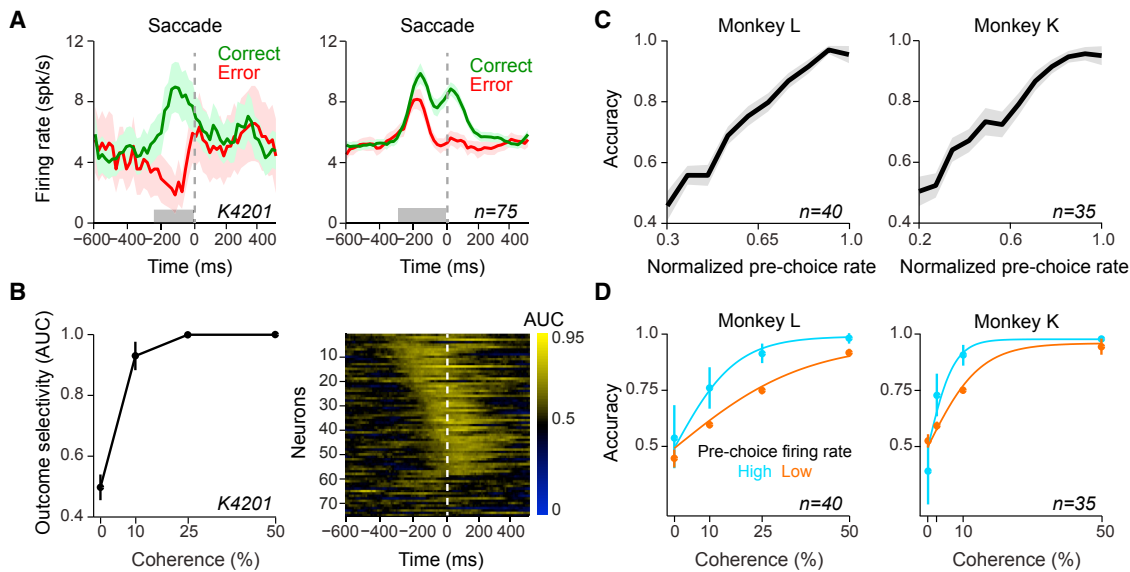 A
Saccade
Firing rate (spk/s)
12
8
4
0
Correct
Error
K4201
−600 −400 −200 0 200 400
Time (ms)
Saccade
12
8
4
0
Correct
Error
n=75
−600 −400 −200 0 200 400
Time (ms)
B
Outcome selectivity (AUC)
1.0
0.8
0.6
0.4
K4201
0 10 25 50
Coherence (%)
Neurons
10
20
30
40
50
60
70
−600 −400 −200 0 200 400
Time (ms)
AUC
0.95
0.5
0
C
Monkey L
Accuracy
1.0
0.8
0.6
0.4
n=40
0.3 0.65 1.0
Normalized pre-choice rate
Monkey K
1.0
0.8
0.6
0.4
n=35
0.2 0.6 1.0
Normalized pre-choice rate
D
Monkey L
Accuracy
1.0
0.75
0.5
Pre-choice firing rate
High Low
n=40
0 10 25 50
Coherence (%)
Monkey K
1.0
0.75
0.5
n=35
0 10 50
Coherence (%)